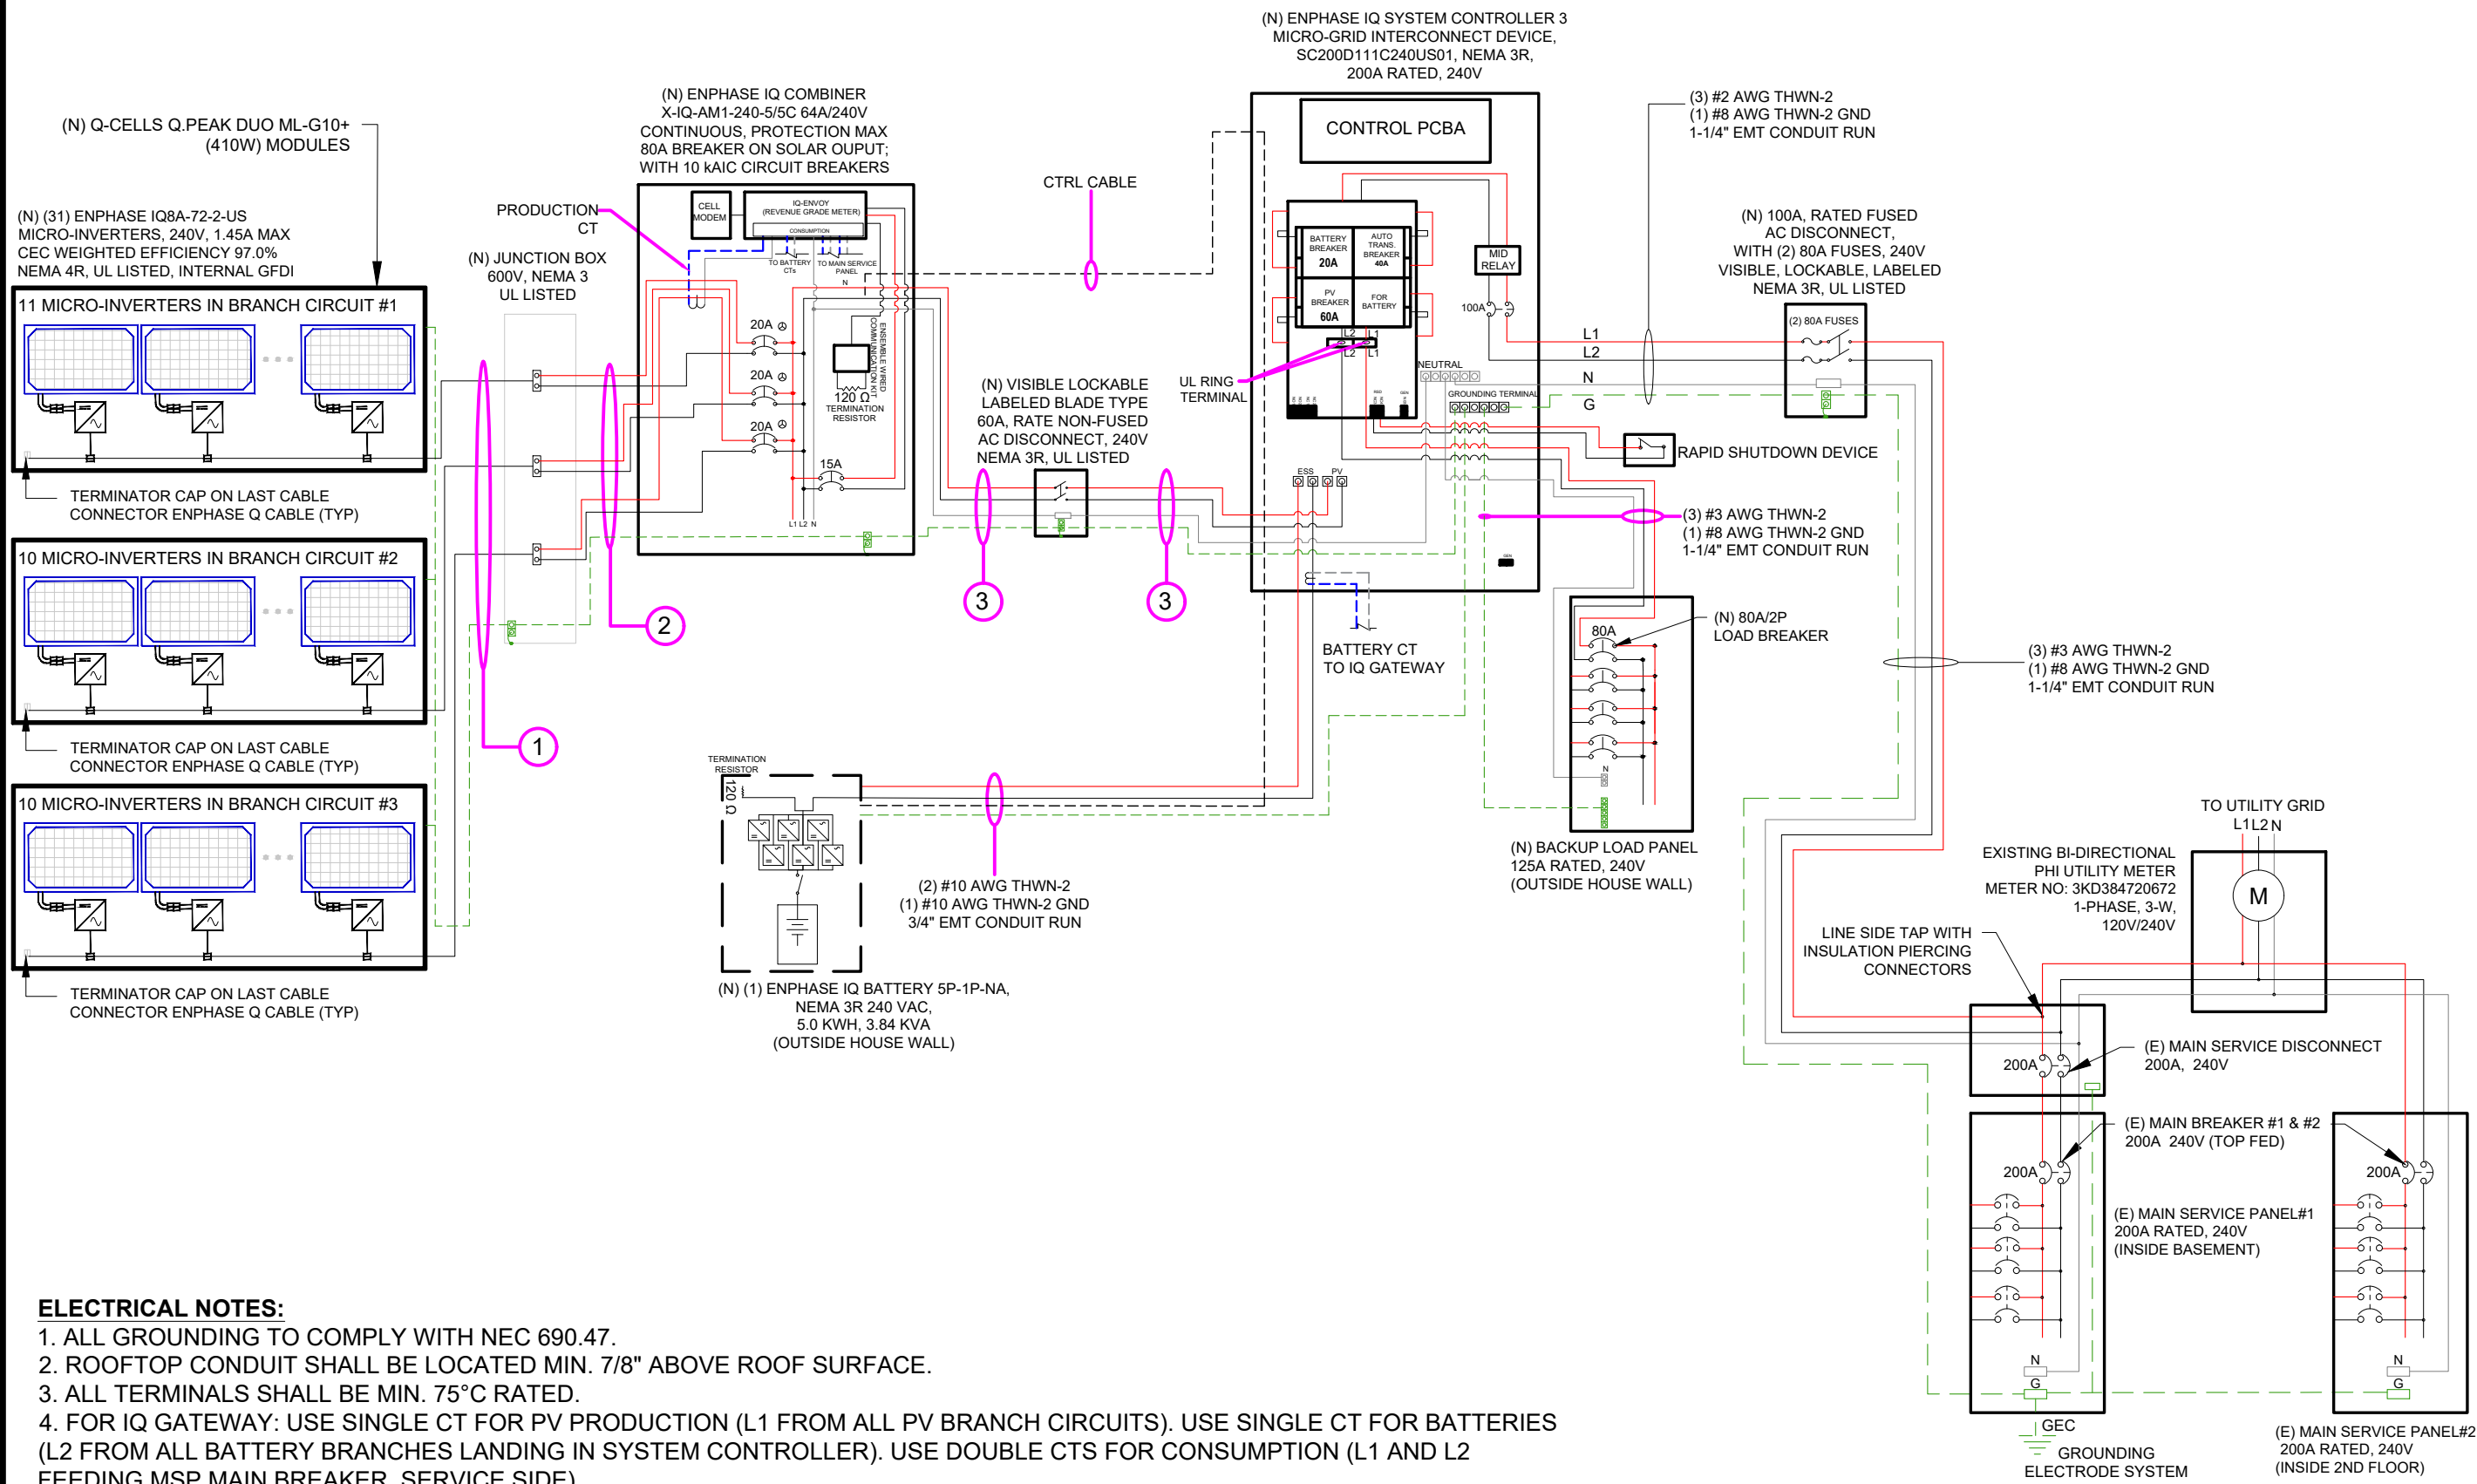 (N) ENPHASE IQ SYSTEM CONTROLLER 3
MICRO-GRID INTERCONNECT DEVICE,
SC200D111C240US01, NEMA 3R,
200A RATED, 240V
(N) Q-CELLS Q.PEAK DUO ML-G10+
(410W) MODULES
(N) (31) ENPHASE IQ8A-72-2-US
MICRO-INVERTERS, 240V, 1.45A MAX
CEC WEIGHTED EFFICIENCY 97.0%
NEMA 4R, UL LISTED, INTERNAL GFDI
11 MICRO-INVERTERS IN BRANCH CIRCUIT #1
TERMINATOR CAP ON LAST CABLE
CONNECTOR ENPHASE Q CABLE (TYP)
10 MICRO-INVERTERS IN BRANCH CIRCUIT #2
TERMINATOR CAP ON LAST CABLE
CONNECTOR ENPHASE Q CABLE (TYP)
10 MICRO-INVERTERS IN BRANCH CIRCUIT #3
TERMINATOR CAP ON LAST CABLE
CONNECTOR ENPHASE Q CABLE (TYP)
(N) JUNCTION BOX
600V, NEMA 3
UL LISTED
1
2
PRODUCTION
CT
(N) ENPHASE IQ COMBINER
X-IQ-AM1-240-5/5C 64A/240V
CONTINUOUS, PROTECTION MAX
80A BREAKER ON SOLAR OUPUT;
WITH 10 kAIC CIRCUIT BREAKERS
CELL
MODEM
IQ-ENVOY
(REVENUE GRADE METER)
CONSUMPTION
TO BATTERY
CTs
TO MAIN SERVICE
PANEL
N
20A
20A
20A
15A
ENSEMBLE WIRED
COMMUNICATION KIT
120 Ω
TERMINATION
RESISTOR
L1 L2 N
CTRL CABLE
(N) VISIBLE LOCKABLE
LABELED BLADE TYPE
60A, RATE NON-FUSED
AC DISCONNECT, 240V
NEMA 3R, UL LISTED
3
3
CONTROL PCBA
BATTERY
BREAKER
20A
AUTO
TRANS.
BREAKER
40A
PV
BREAKER
60A
FOR
BATTERY
L2 L1
L2 L1
MID
RELAY
100A
UL RING
TERMINAL
NEUTRAL
GROUNDING TERMINAL
ESS PV
GEN
BATTERY CT
TO IQ GATEWAY
TERMINATION
RESISTOR
120 Ω
(2) #10 AWG THWN-2
(1) #10 AWG THWN-2 GND
3/4" EMT CONDUIT RUN
(N) (1) ENPHASE IQ BATTERY 5P-1P-NA,
NEMA 3R 240 VAC,
5.0 KWH, 3.84 KVA
(OUTSIDE HOUSE WALL)
(3) #2 AWG THWN-2
(1) #8 AWG THWN-2 GND
1-1/4" EMT CONDUIT RUN
L1
L2
N
G
(N) 100A, RATED FUSED
AC DISCONNECT,
WITH (2) 80A FUSES, 240V
VISIBLE, LOCKABLE, LABELED
NEMA 3R, UL LISTED
(2) 80A FUSES
RAPID SHUTDOWN DEVICE
(3) #3 AWG THWN-2
(1) #8 AWG THWN-2 GND
1-1/4" EMT CONDUIT RUN
80A
(N) 80A/2P
LOAD BREAKER
N
(N) BACKUP LOAD PANEL
125A RATED, 240V
(OUTSIDE HOUSE WALL)
(3) #3 AWG THWN-2
(1) #8 AWG THWN-2 GND
1-1/4" EMT CONDUIT RUN
TO UTILITY GRID
L1 L2 N
EXISTING BI-DIRECTIONAL
PHI UTILITY METER
METER NO: 3KD384720672
1-PHASE, 3-W,
120V/240V
M
LINE SIDE TAP WITH
INSULATION PIERCING
CONNECTORS
200A
(E) MAIN SERVICE DISCONNECT
200A, 240V
(E) MAIN BREAKER #1 & #2
200A 240V (TOP FED)
200A
200A
(E) MAIN SERVICE PANEL#1
200A RATED, 240V
(INSIDE BASEMENT)
N
G
N
G
GEC
GROUNDING
ELECTRODE SYSTEM
(E) MAIN SERVICE PANEL#2
200A RATED, 240V
(INSIDE 2ND FLOOR)
ELECTRICAL NOTES:
1. ALL GROUNDING TO COMPLY WITH NEC 690.47.
2. ROOFTOP CONDUIT SHALL BE LOCATED MIN. 7/8" ABOVE ROOF SURFACE.
3. ALL TERMINALS SHALL BE MIN. 75°C RATED.
4. FOR IQ GATEWAY: USE SINGLE CT FOR PV PRODUCTION (L1 FROM ALL PV BRANCH CIRCUITS). USE SINGLE CT FOR BATTERIES
(L2 FROM ALL BATTERY BRANCHES LANDING IN SYSTEM CONTROLLER). USE DOUBLE CTS FOR CONSUMPTION (L1 AND L2
FEEDING MSP MAIN BREAKER, SERVICE SIDE)